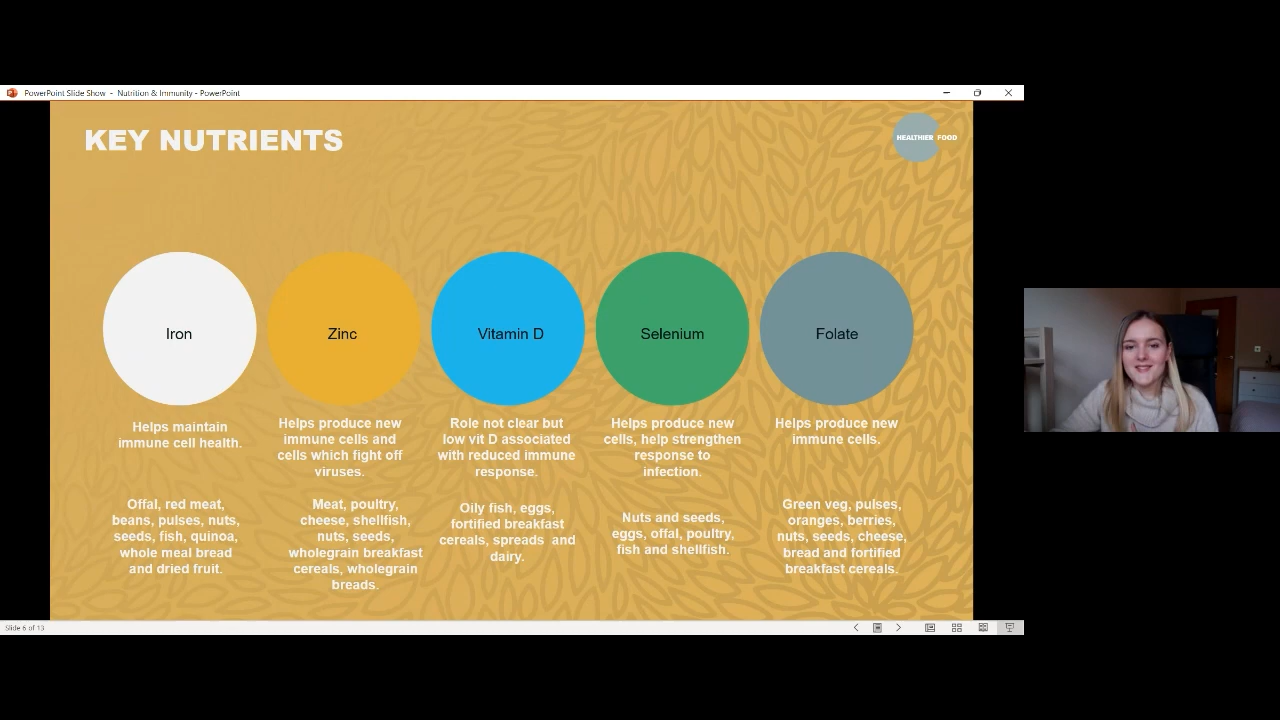 PowerPoint Slide Show - Nutrition & Immunity - PowerPoint
KEY NUTRIENTS
HEALTHIER FOOD
Iron
Zinc
Vitamin D
Selenium
Folate
Helps maintain
immune cell health.
Helps produce new
immune cells and
cells which fight off
viruses.
Role not clear but
low vit D associated
with reduced immune
response.
Helps produce new
cells, help strengthen
response to
infection.
Helps produce new
immune cells.
Offal, red meat,
beans, pulses, nuts,
seeds, fish, quinoa,
whole meal bread
and dried fruit.
Meat, poultry,
cheese, shellfish,
nuts, seeds,
wholegrain breakfast
cereals, wholegrain
breads.
Oily fish, eggs,
fortified breakfast
cereals, spreads and
dairy.
Nuts and seeds,
eggs, offal, poultry,
fish and shellfish.
Green veg, pulses,
oranges, berries,
nuts, seeds, cheese,
bread and fortified
breakfast cereals.
Slide 6 of 13